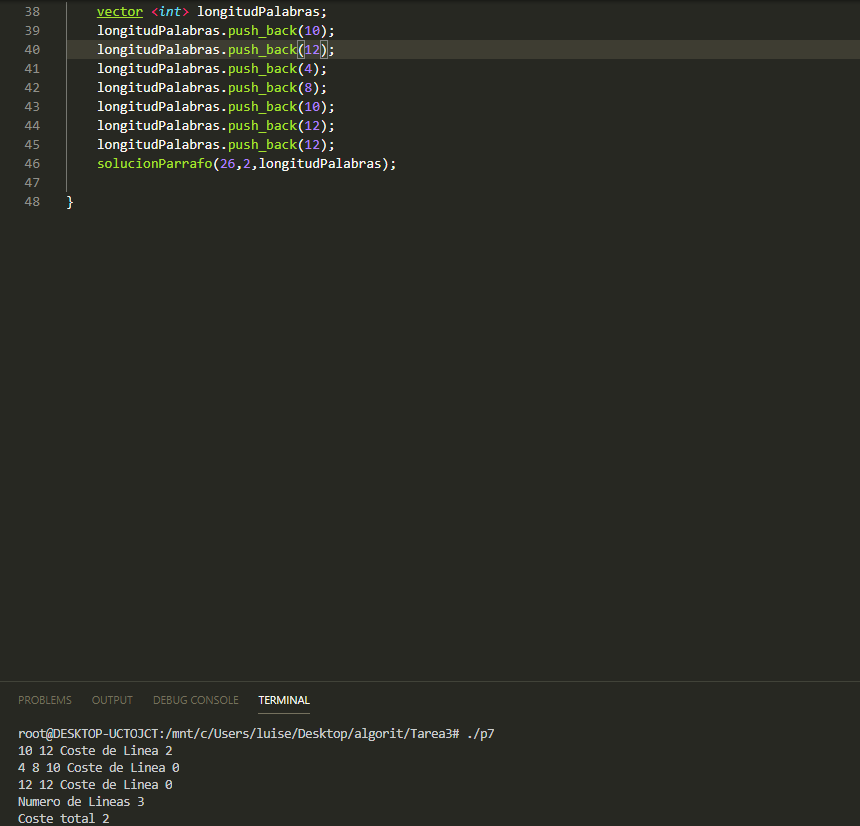 38 vector <int> longitudPalabras;
39 longitudPalabras.push_back(10);
40 longitudPalabras.push_back(12);
41 longitudPalabras.push_back(4);
42 longitudPalabras.push_back(8);
43 longitudPalabras.push_back(10);
44 longitudPalabras.push_back(12);
45 longitudPalabras.push_back(12);
46 solucionParrafo(26,2,longitudPalabras);
47
48 }
PROBLEMS OUTPUT DEBUG CONSOLE TERMINAL
root@DESKTOP-UCTOJCT:/mnt/c/Users/luise/Desktop/algorit/Tarea3# ./p7
10 12 Coste de Linea 2
4 8 10 Coste de Linea 0
12 12 Coste de Linea 0
Numero de Lineas 3
Coste total 2